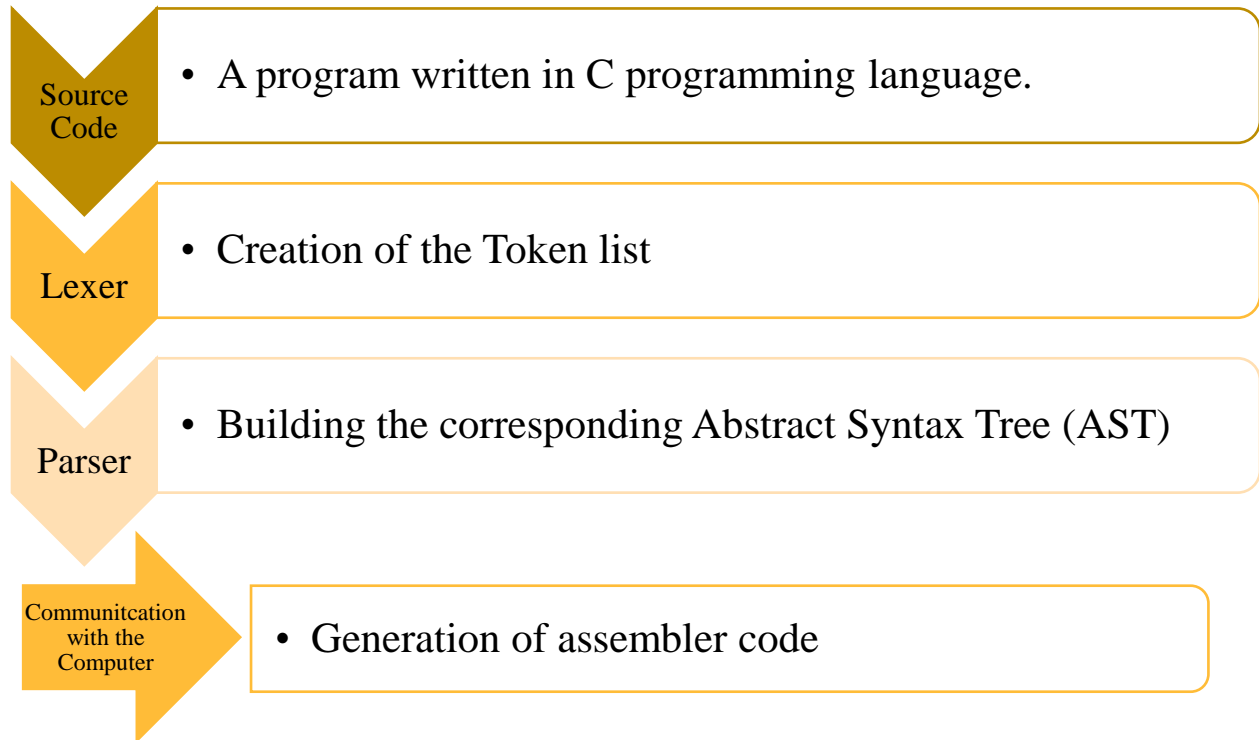 Source
Code
• A program written in C programming language.
Lexer
• Creation of the Token list
Parser
• Building the corresponding Abstract Syntax Tree (AST)
Communitcation
with the
Computer
• Generation of assembler code